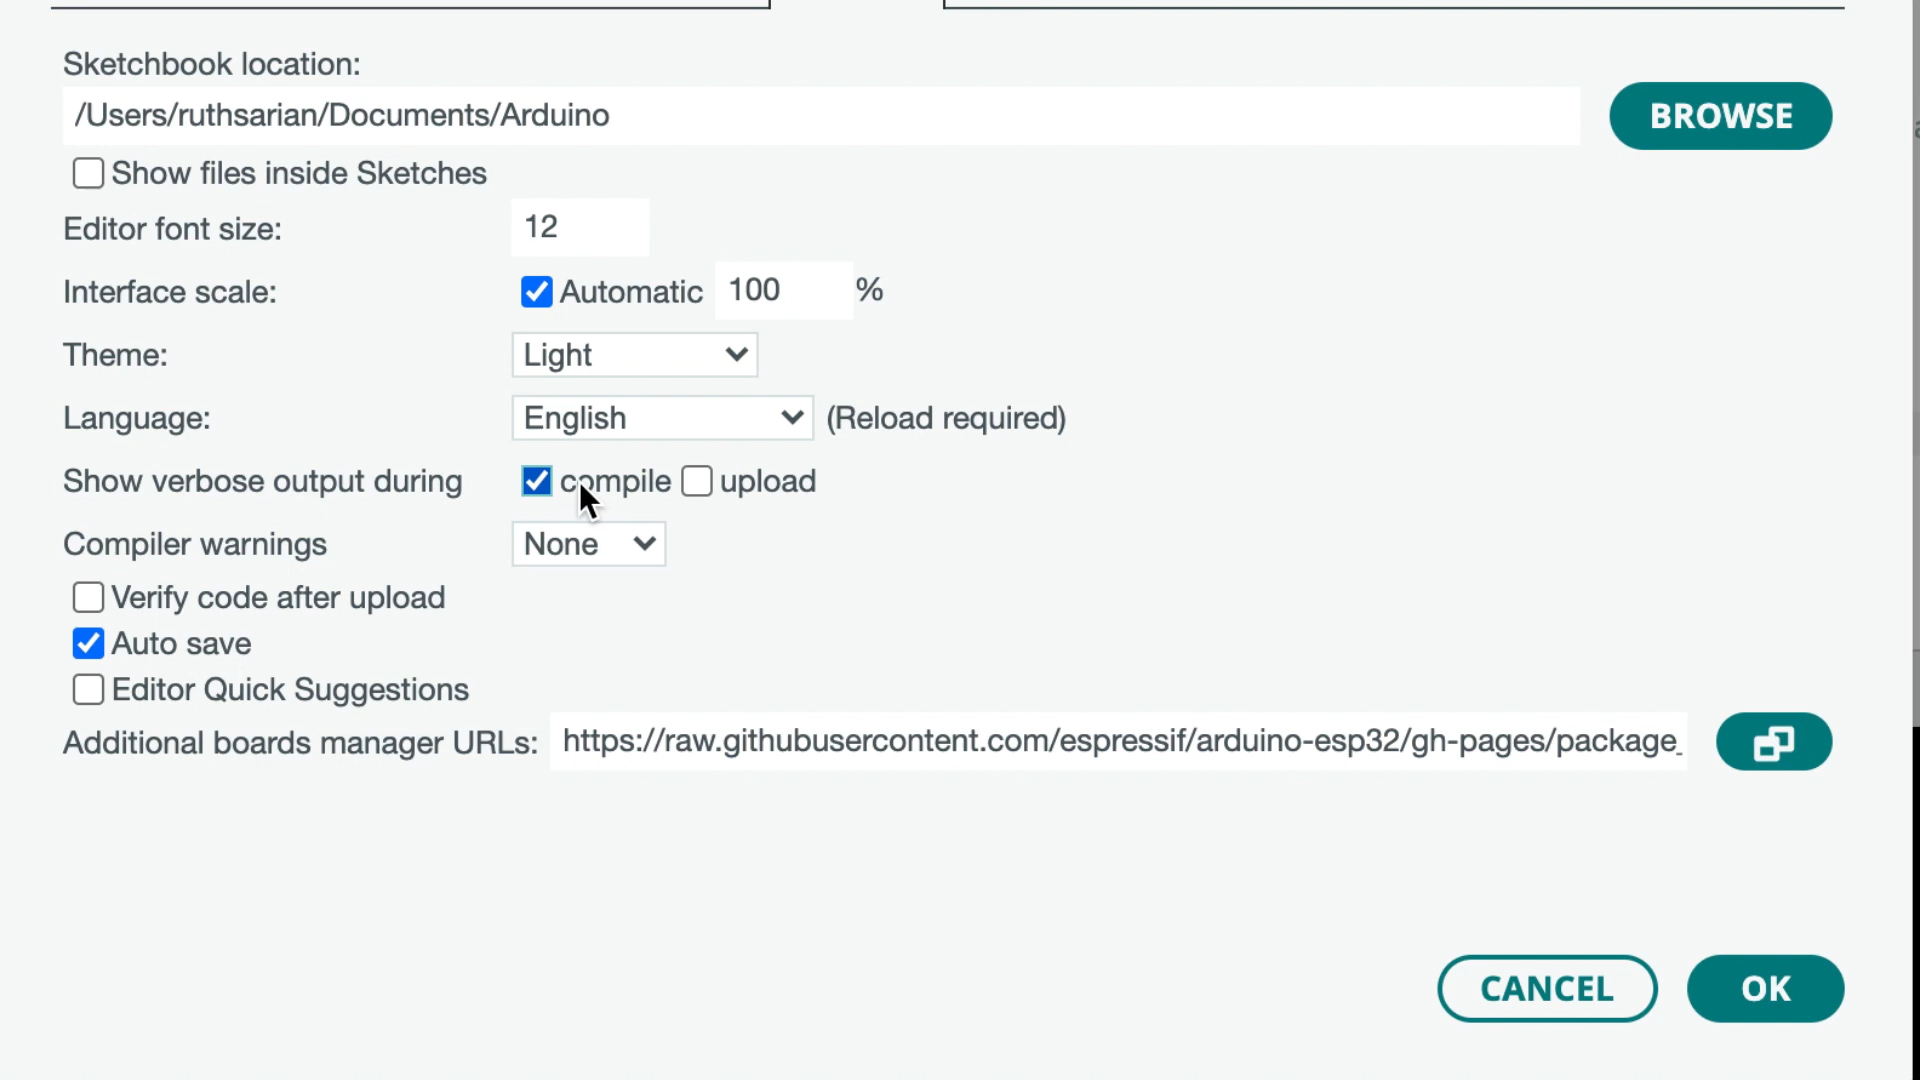 Sketchbook location:
/Users/ruthsarian/Documents/Arduino
BROWSE
Show files inside Sketches
Editor font size: 12
Interface scale: Automatic 100 %
Theme: Light
Language: English (Reload required)
Show verbose output during compile upload
Compiler warnings None
Verify code after upload
Auto save
Editor Quick Suggestions
Additional boards manager URLs: https://raw.githubusercontent.com/espressif/arduino-esp32/gh-pages/package_
CANCEL OK